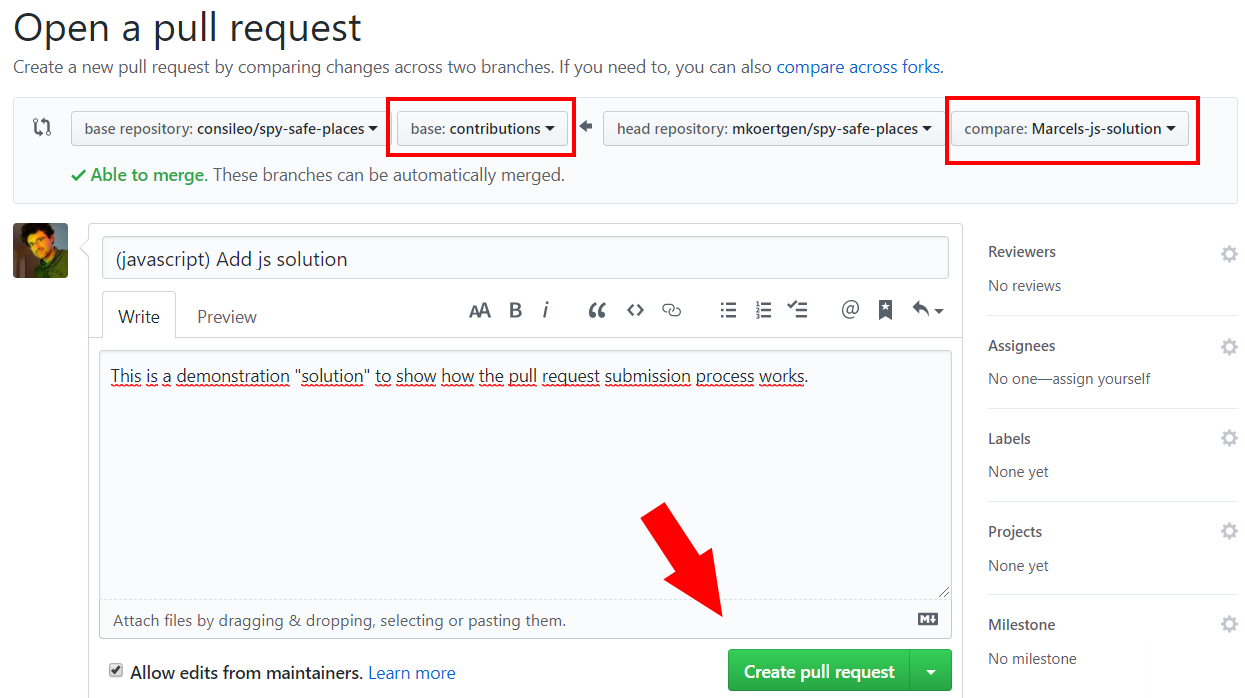 Open a pull request
Create a new pull request by comparing changes across two branches. If you need to, you can also compare across forks.
base repository: consileo/spy-safe-places base: contributions head repository: mkoertgen/spy-safe-places compare: Marcels-js-solution
Able to merge. These branches can be automatically merged.
(javascript) Add js solution
Write Preview AA B i
This is a demonstration "solution" to show how the pull request submission process works.
Attach files by dragging & dropping, selecting or pasting them.
Allow edits from maintainers. Learn more
Create pull request
Reviewers
No reviews
Assignees
No one—assign yourself
Labels
None yet
Projects
None yet
Milestone
No milestone